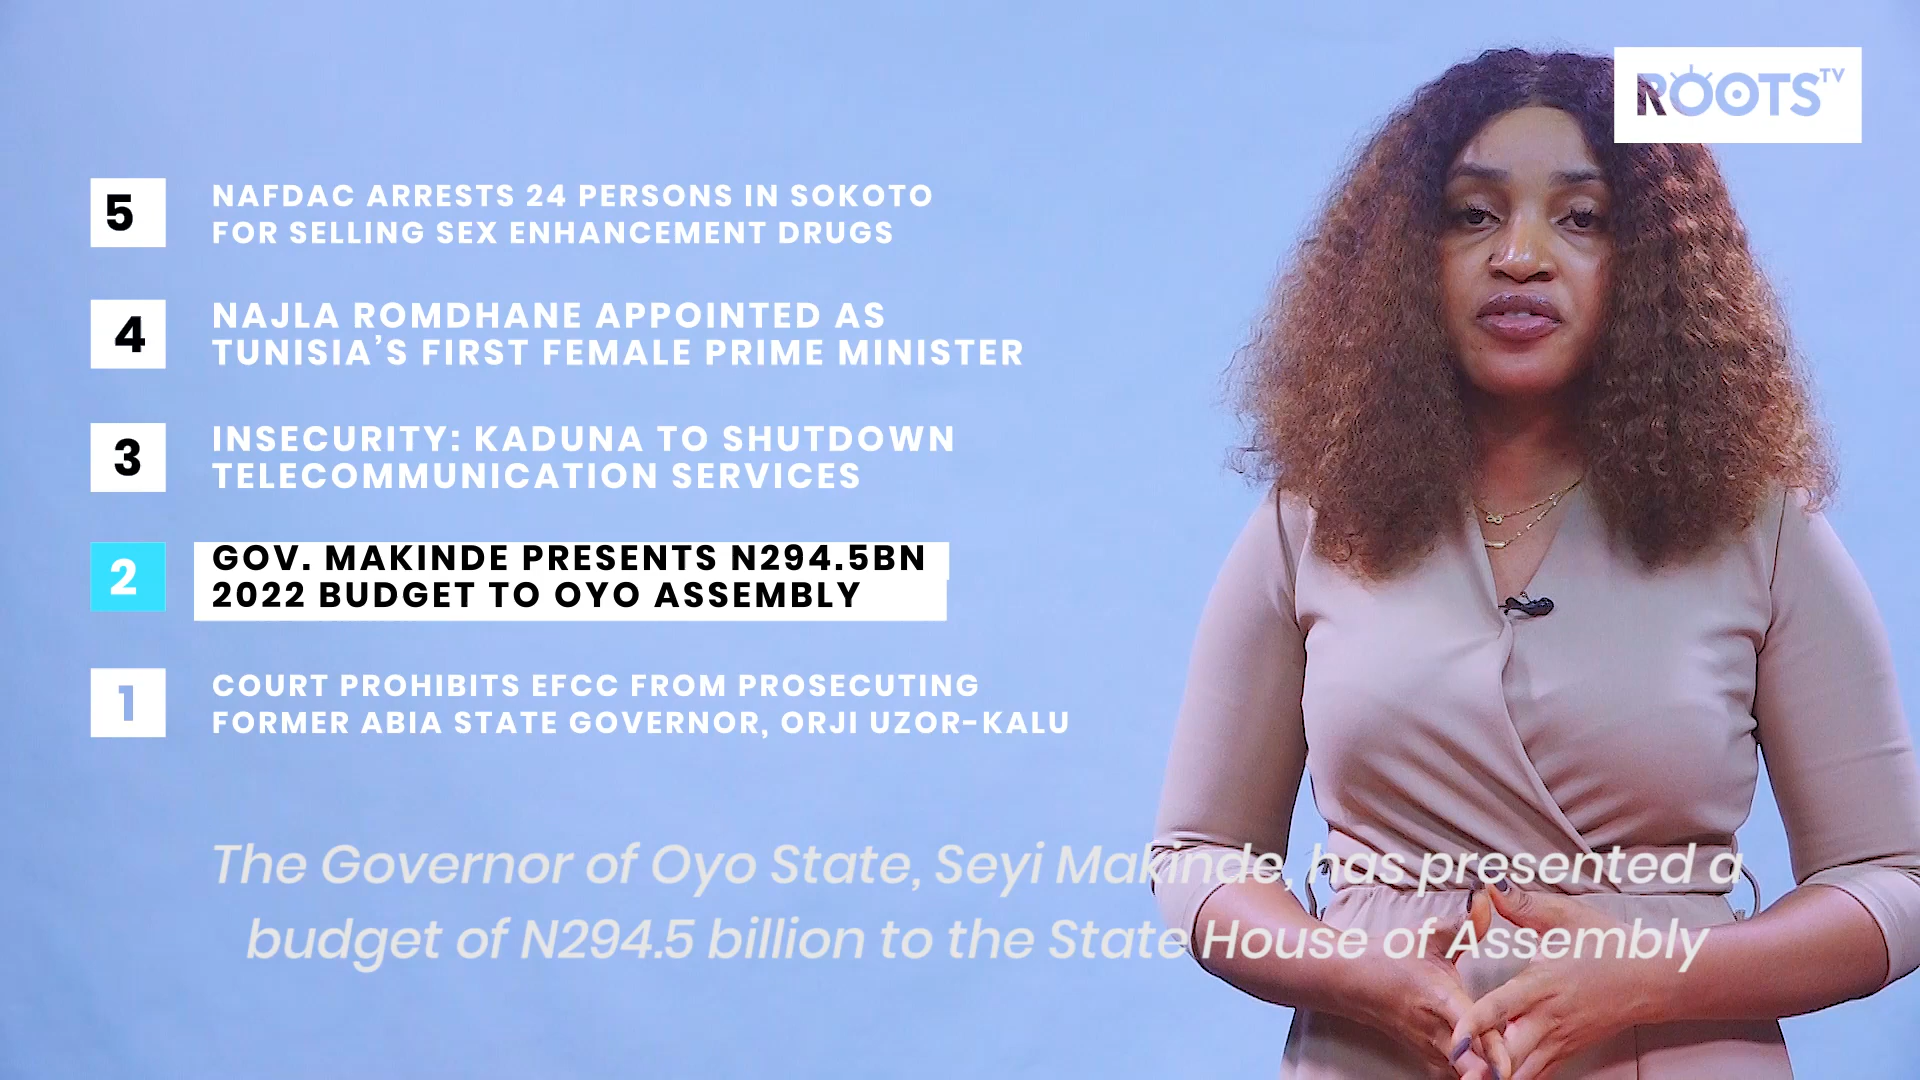 ROOTS TV
5
NAFDAC ARRESTS 24 PERSONS IN SOKOTO
FOR SELLING SEX ENHANCEMENT DRUGS
4
NAJLA ROMDHANE APPOINTED AS
TUNISIA’S FIRST FEMALE PRIME MINISTER
3
INSECURITY: KADUNA TO SHUTDOWN
TELECOMMUNICATION SERVICES
2
GOV. MAKINDE PRESENTS N294.5BN
2022 BUDGET TO OYO ASSEMBLY
1
COURT PROHIBITS EFCC FROM PROSECUTING
FORMER ABIA STATE GOVERNOR, ORJI UZOR-KALU
The Governor of Oyo State, Seyi Makinde, has presented a
budget of N294.5 billion to the State House of Assembly